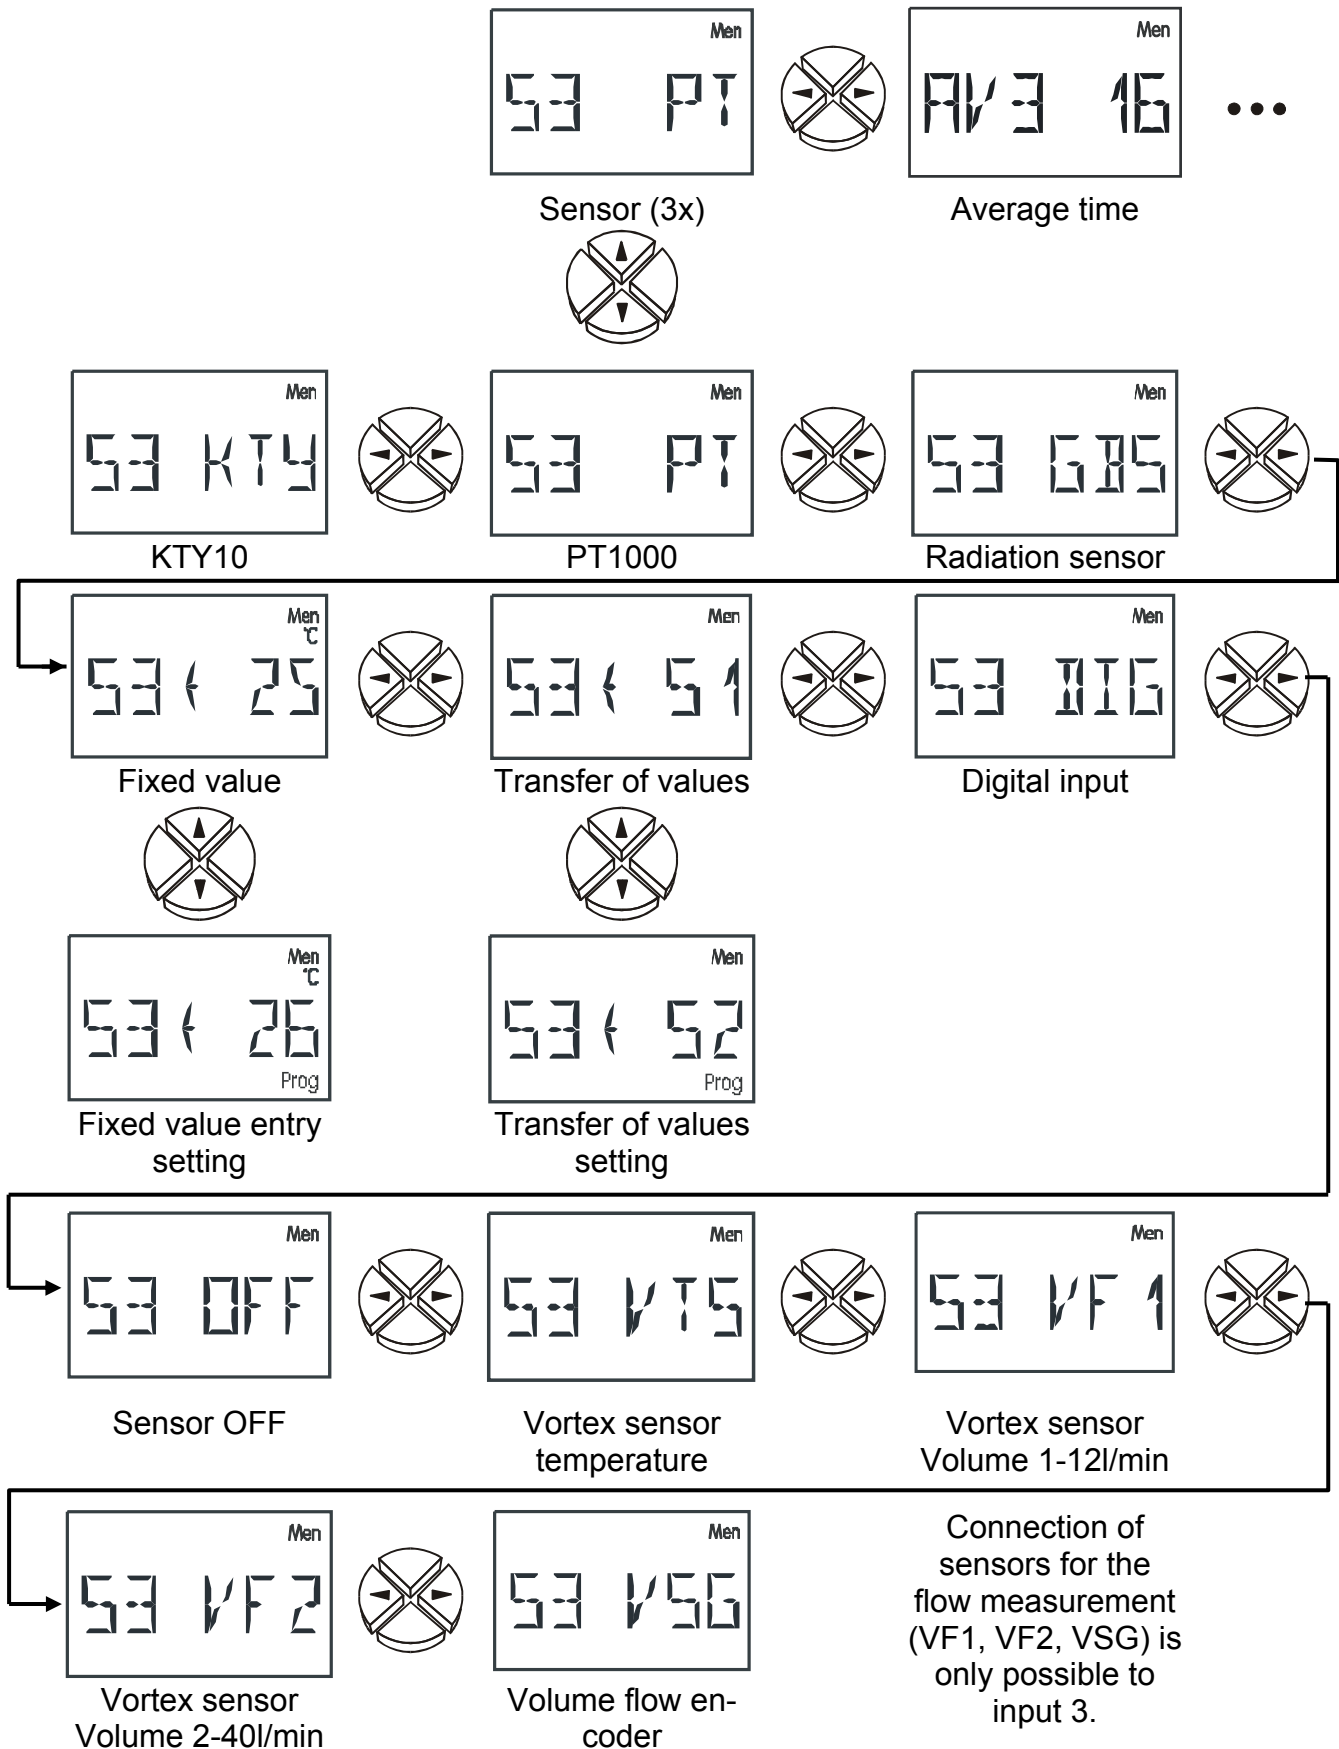 Men
S3 PT
Men
AV3 16
...
Sensor (3x)
Average time
Men
S3 KTY
Men
S3 PT
Men
S3 GBS
KTY10
PT1000
Radiation sensor
Men
°C
S3< 25
Men
S3< S1
Men
S3 DIG
Fixed value
Transfer of values
Digital input
Men
°C
S3< 26
Prog
Men
S3< S2
Prog
Fixed value entry
setting
Transfer of values
setting
Men
S3 OFF
Men
S3 VTS
Men
S3 VF1
Sensor OFF
Vortex sensor
temperature
Vortex sensor
Volume 1-12l/min
Men
S3 VF2
Men
S3 VSG
Vortex sensor
Volume 2-40l/min
Volume flow en-
coder
Connection of
sensors for the
flow measurement
(VF1, VF2, VSG) is
only possible to
input 3.